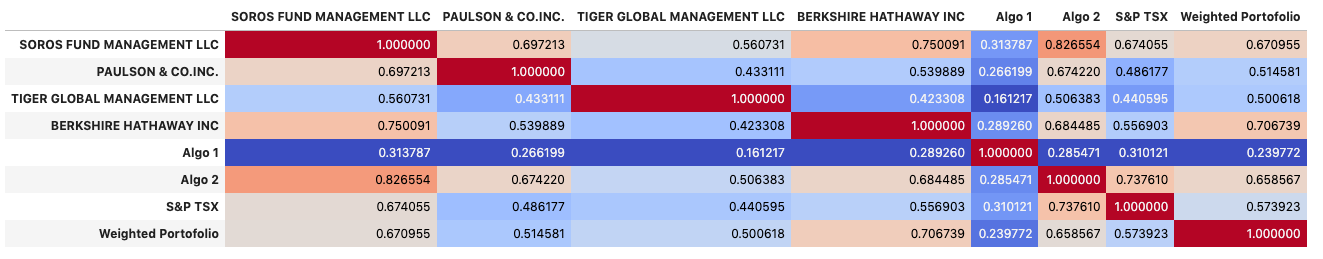 SOROS FUND MANAGEMENT LLC PAULSON & CO.INC. TIGER GLOBAL MANAGEMENT LLC BERKSHIRE HATHAWAY INC Algo 1 Algo 2 S&P TSX Weighted Portofolio
SOROS FUND MANAGEMENT LLC 1.000000 0.697213 0.560731 0.750091 0.313787 0.826554 0.674055 0.670955
PAULSON & CO.INC. 0.697213 1.000000 0.433111 0.539889 0.266199 0.674220 0.486177 0.514581
TIGER GLOBAL MANAGEMENT LLC 0.560731 0.433111 1.000000 0.423308 0.161217 0.506383 0.440595 0.500618
BERKSHIRE HATHAWAY INC 0.750091 0.539889 0.423308 1.000000 0.289260 0.684485 0.556903 0.706739
Algo 1 0.313787 0.266199 0.161217 0.289260 1.000000 0.285471 0.310121 0.239772
Algo 2 0.826554 0.674220 0.506383 0.684485 0.285471 1.000000 0.737610 0.658567
S&P TSX 0.674055 0.486177 0.440595 0.556903 0.310121 0.737610 1.000000 0.573923
Weighted Portofolio 0.670955 0.514581 0.500618 0.706739 0.239772 0.658567 0.573923 1.000000